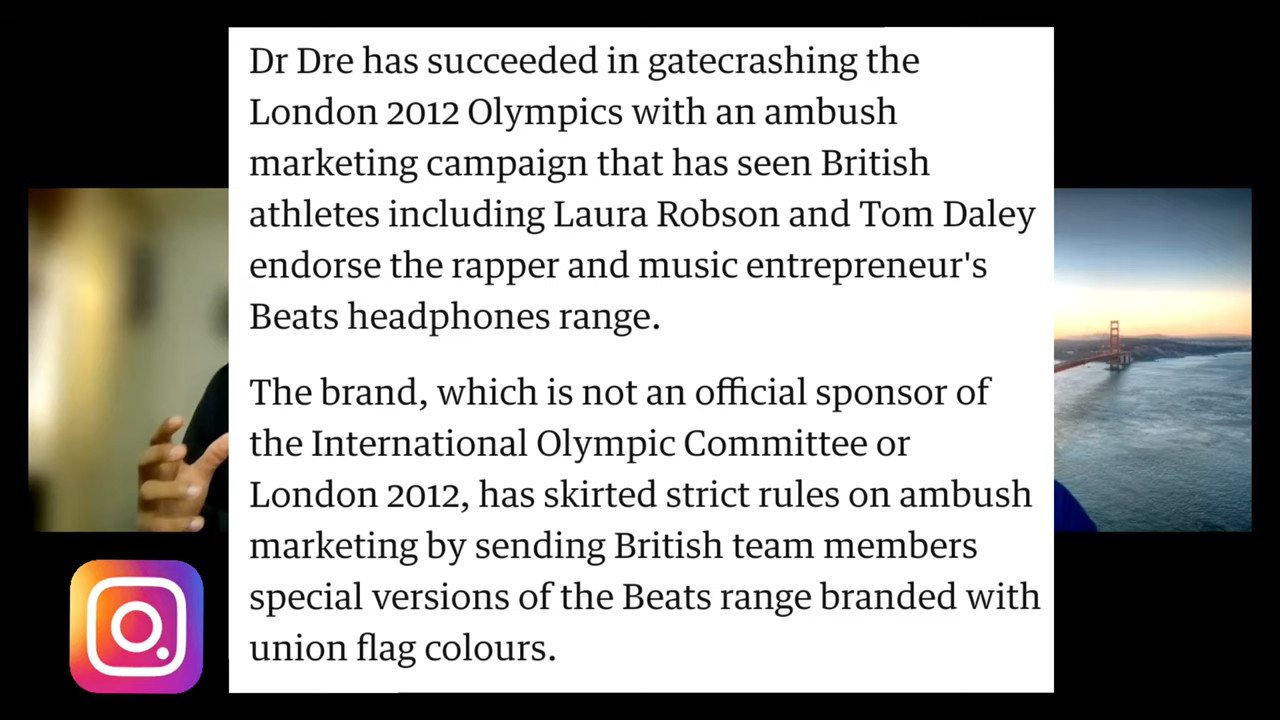 Dr Dre has succeeded in gatecrashing the
London 2012 Olympics with an ambush
marketing campaign that has seen British
athletes including Laura Robson and Tom Daley
endorse the rapper and music entrepreneur's
Beats headphones range.
The brand, which is not an official sponsor of
the International Olympic Committee or
London 2012, has skirted strict rules on ambush
marketing by sending British team members
special versions of the Beats range branded with
union flag colours.